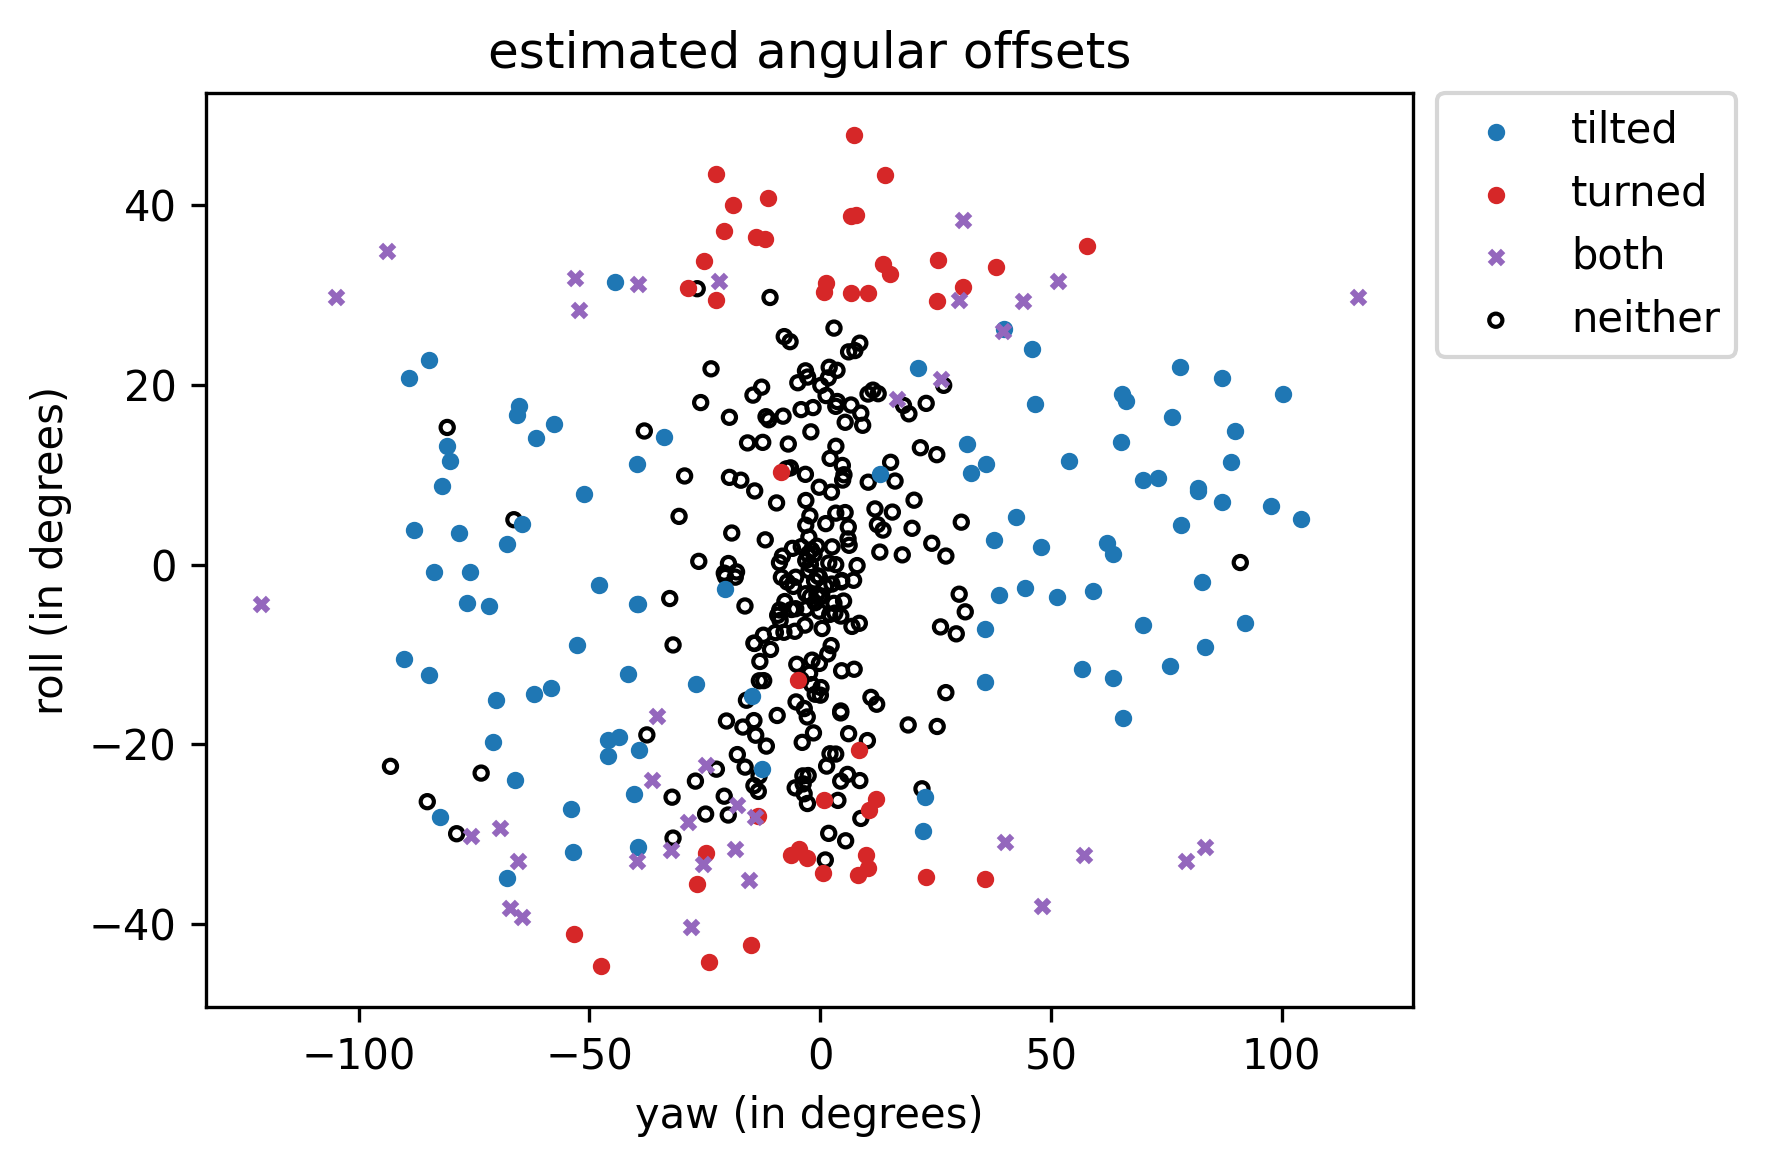 estimated angular offsets
tilted
turned
both
neither
40
20
0
−20
−40
roll (in degrees)
−100
−50
0
50
100
yaw (in degrees)